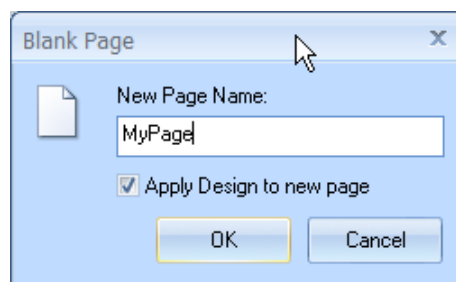 Blank Page
New Page Name:
MyPage
Apply Design to new page
OK
Cancel